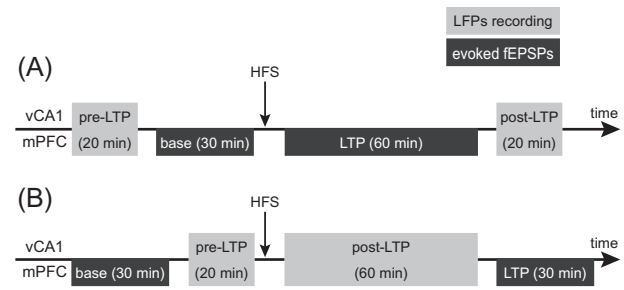 LFPs recording
evoked fEPSPs
(A)
HFS
vCA1
mPFC
pre-LTP
(20 min)
base (30 min)
LTP (60 min)
post-LTP
(20 min)
time
(B)
HFS
vCA1
mPFC
base (30 min)
pre-LTP
(20 min)
post-LTP
(60 min)
LTP (30 min)
time